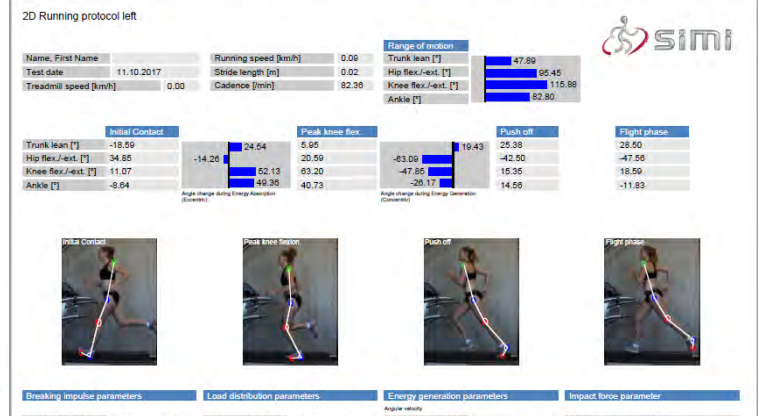 2D Running protocol left
simi
Range of motion
Name, First Name Running speed [km/h] 0.09 Trunk lean [°] 47.89
Test date 11.10.2017 Stride length [m] 0.02 Hip flex./-ext. [°] 95.45
Treadmill speed [km/h] 0.00 Cadence [/min] 82.36 Knee flex./-ext. [°] 115.88
Ankle [°] 82.80
Initial Contact Peak knee flex. Push off Flight phase
Trunk lean [°] -18.59 24.54 5.95 19.43 25.38 28.50
Hip flex./-ext. [°] 34.85 -14.26 20.59 -63.09 -42.50 -47.56
Knee flex./-ext. [°] 11.07 52.13 63.20 -47.85 15.35 18.59
Ankle [°] -8.64 49.36 40.73 -26.17 14.56 -11.83
Angle change during Energy Absorption
(Eccentric)
Angle change during Energy Generation
(Concentric)
Initial Contact Peak knee flexion Push off Flight phase
Breaking impulse parameters Load distribution parameters Energy generation parameters Impact force parameter
Angular velocity